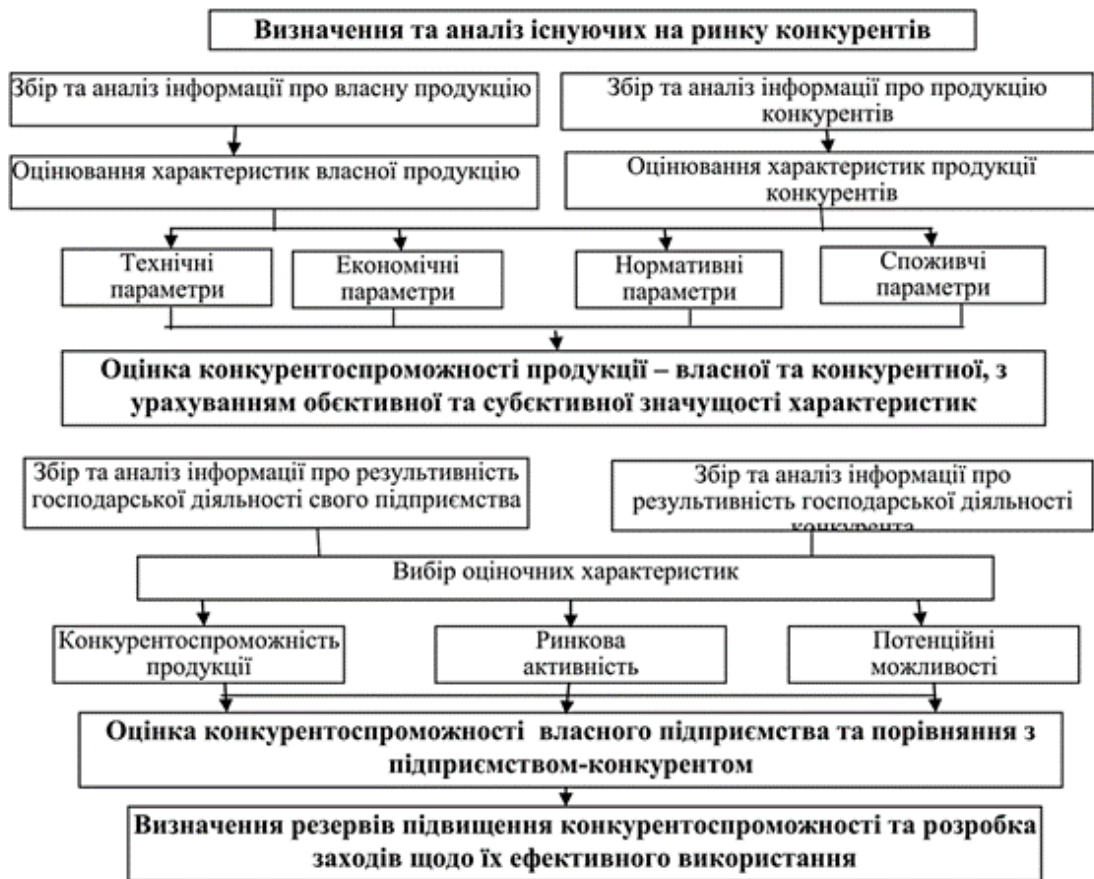 Визначення та аналіз існуючих на ринку конкурентів
Збір та аналіз інформації про власну продукцію
Збір та аналіз інформації про продукцію
конкурентів
Оцінювання характеристик власної продукцію
Оцінювання характеристик продукції
конкурентів
Технічні
параметри
Економічні
параметри
Нормативні
параметри
Споживчі
параметри
Оцінка конкурентоспроможності продукції – власної та конкурентної, з
урахуванням обєктивної та субєктивної значущості характеристик
Збір та аналіз інформації про результивність
господарської діяльності свого підприємства
Збір та аналіз інформації про
результивність господарської діяльності
конкурента
Вибір оціночних характеристик
Конкурентоспроможність
продукції
Ринкова
активність
Потенційні
можливості
Оцінка конкурентоспроможності власного підприємства та порівняння з
підприємством-конкурентом
Визначення резервів підвищення конкурентоспроможності та розробка
заходів щодо їх ефективного використання